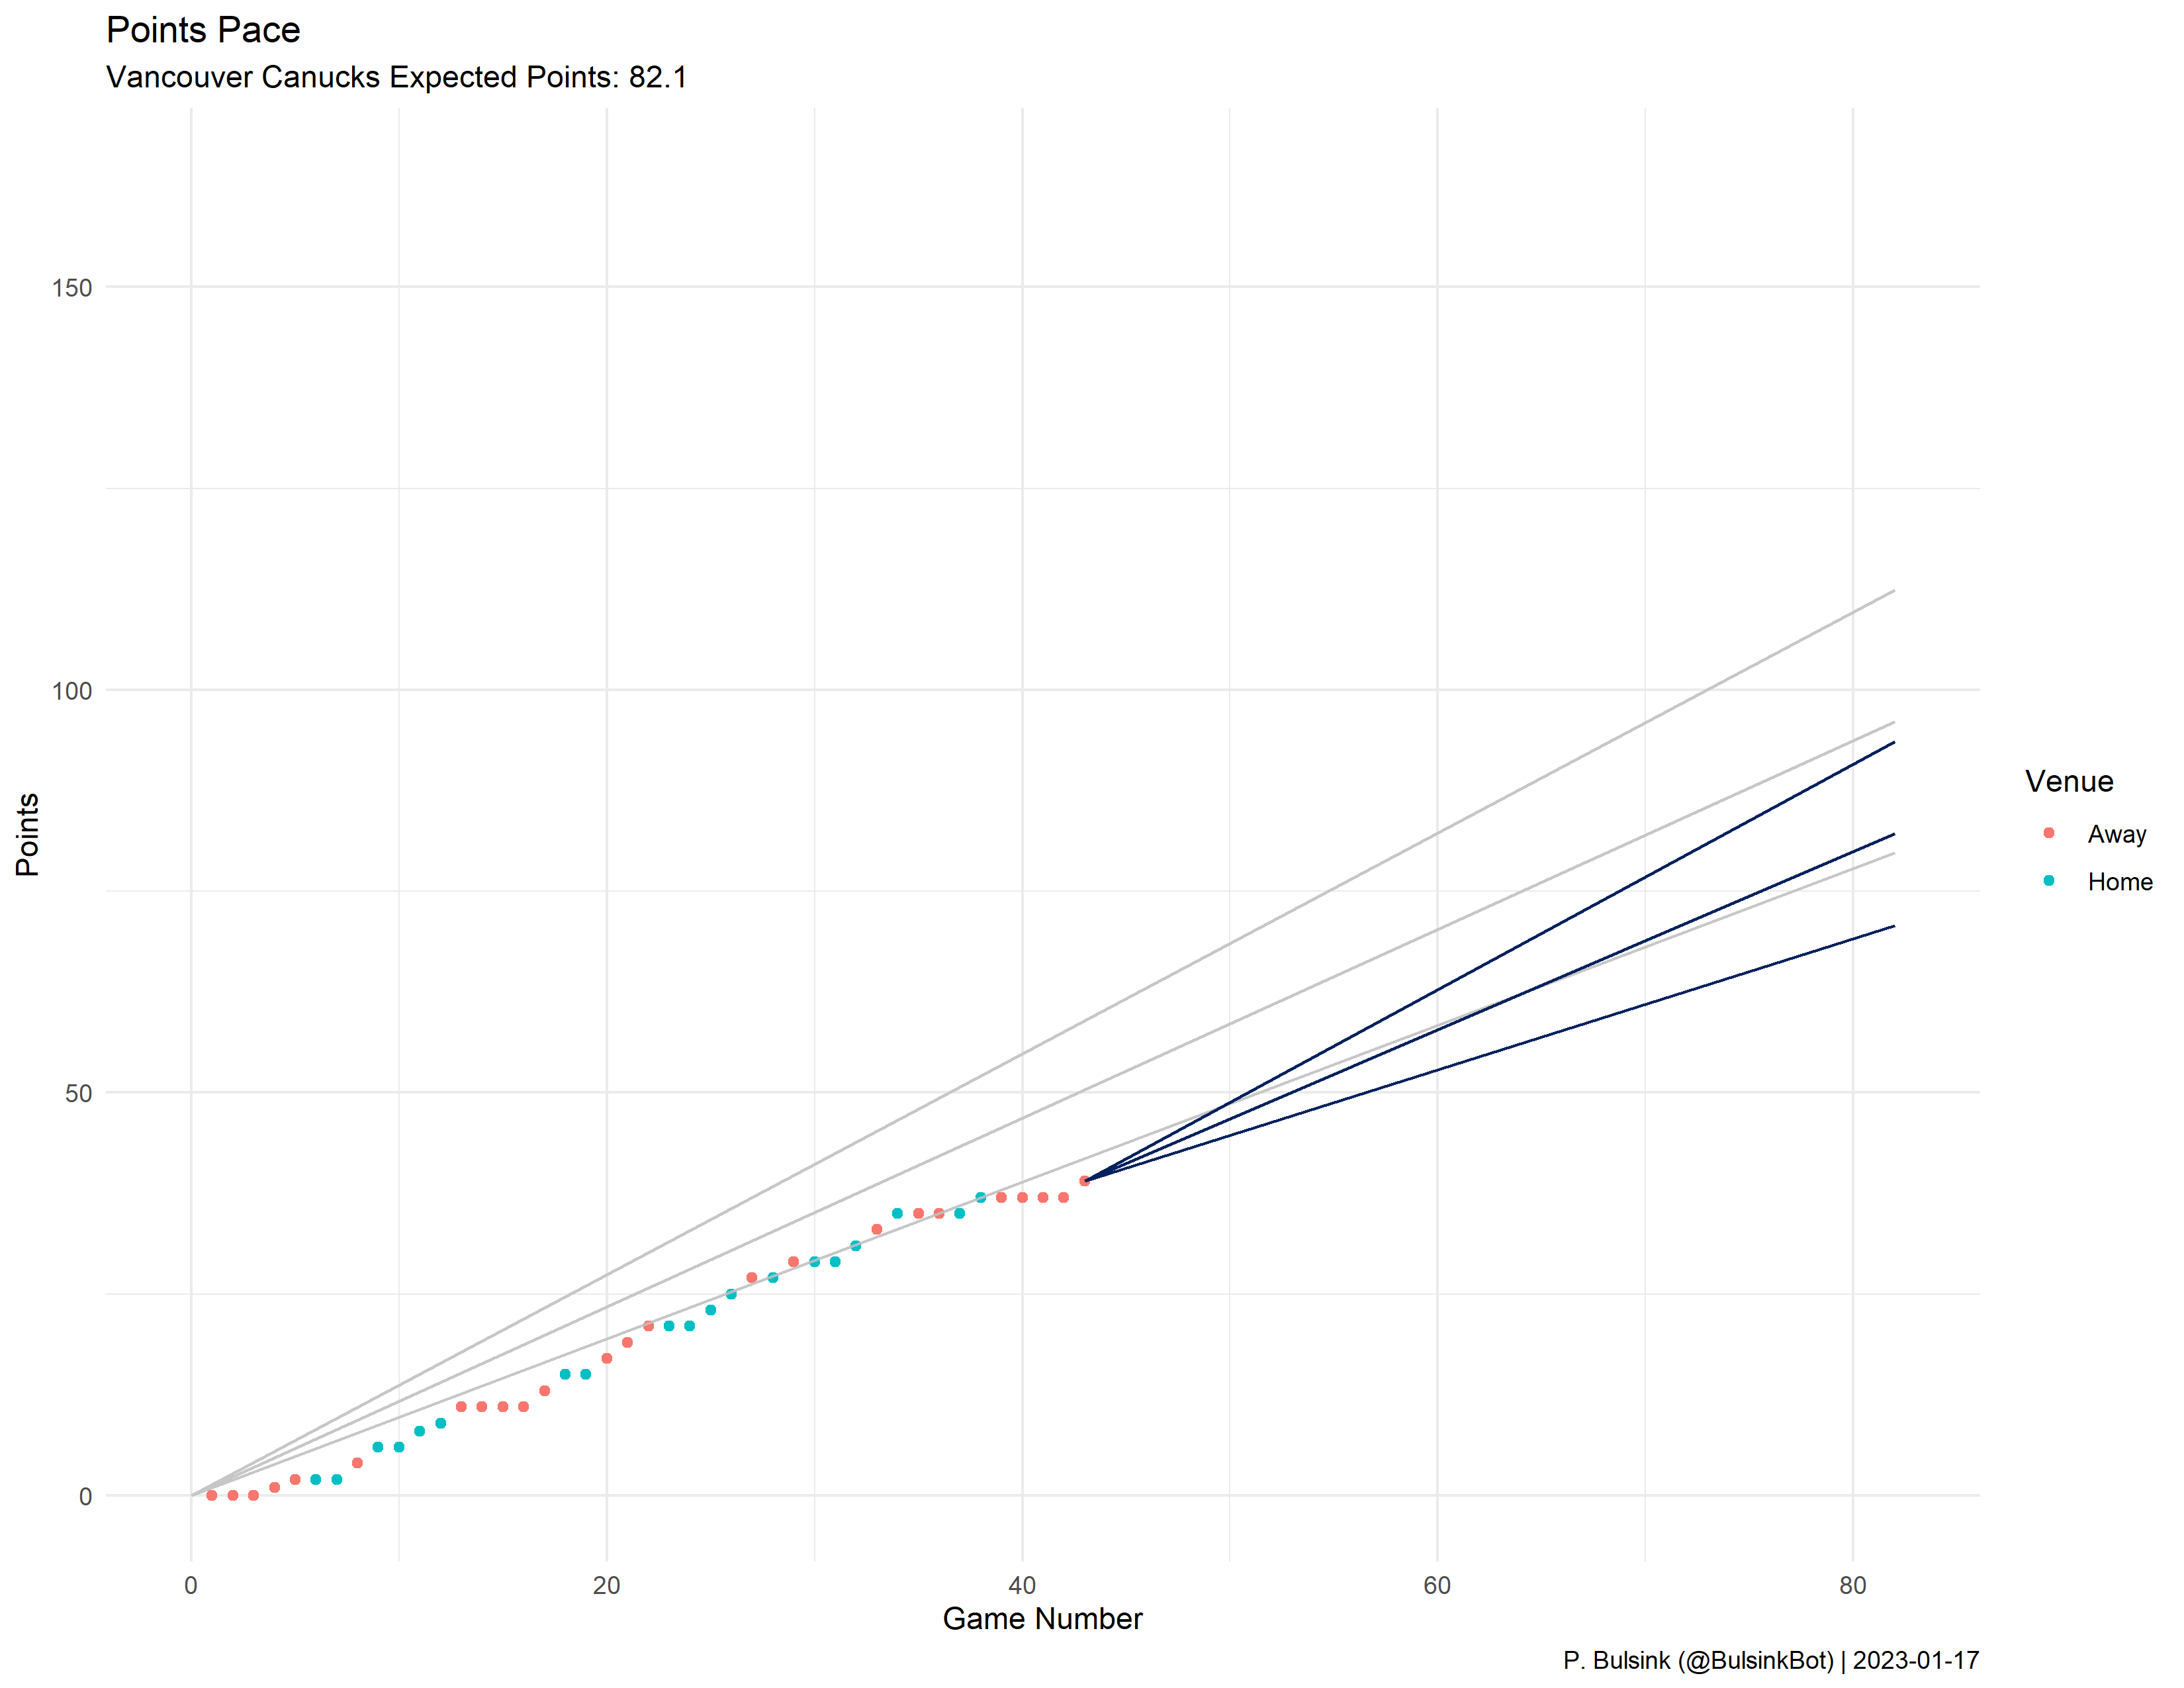 Points Pace
Vancouver Canucks Expected Points: 82.1
150
100
50
0
Points
0 20 40 60 80
Game Number
Venue
Away
Home
P. Bulsink (@BulsinkBot) | 2023-01-17